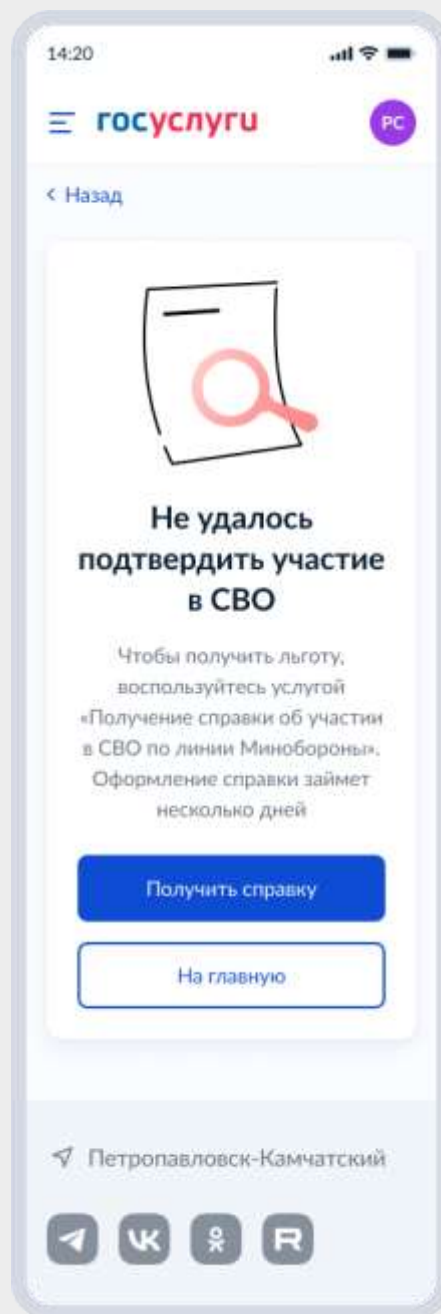 14:20
госуслуги
РС
Назад
Не удалось
подтвердить участие
в СВО
Чтобы получить льготу,
воспользуйтесь услугой
«Получение справки об участии
в СВО по линии Минобороны».
Оформление справки займет
несколько дней
Получить справку
На главную
Петропавловск-Камчатский